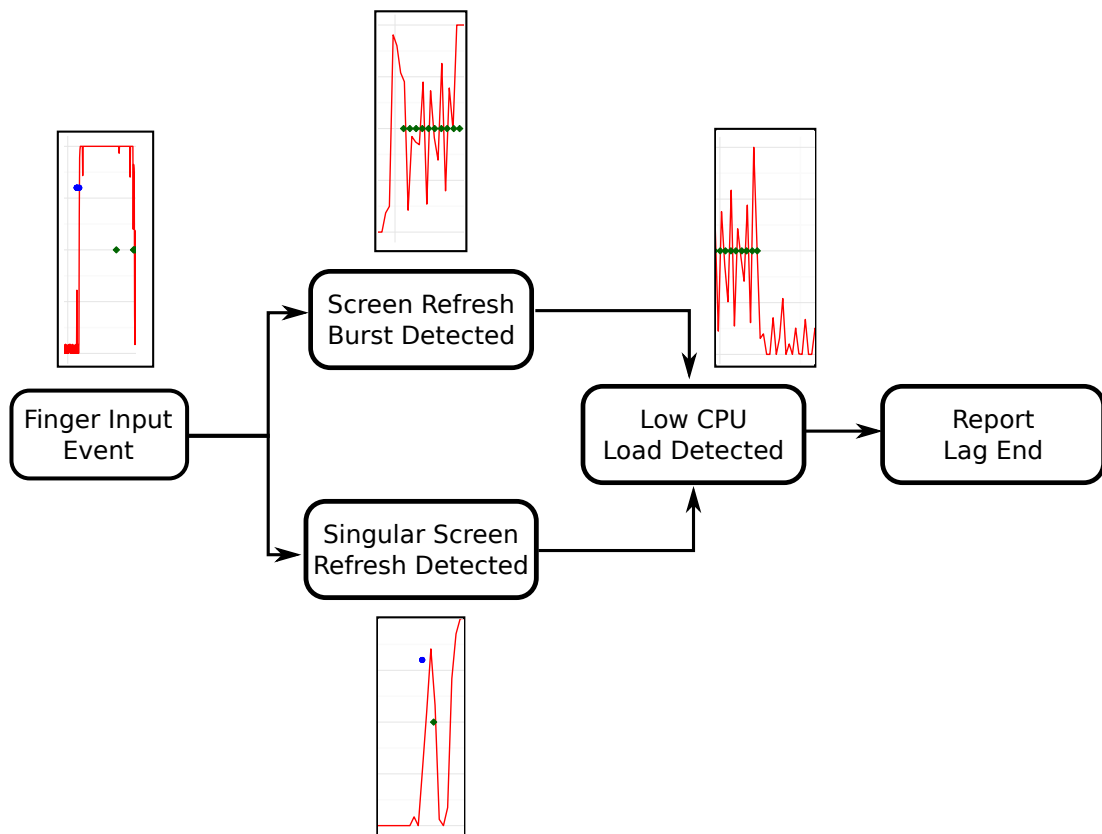 Screen Refresh
Burst Detected
Finger Input
Event
Low CPU
Load Detected
Report
Lag End
Singular Screen
Refresh Detected